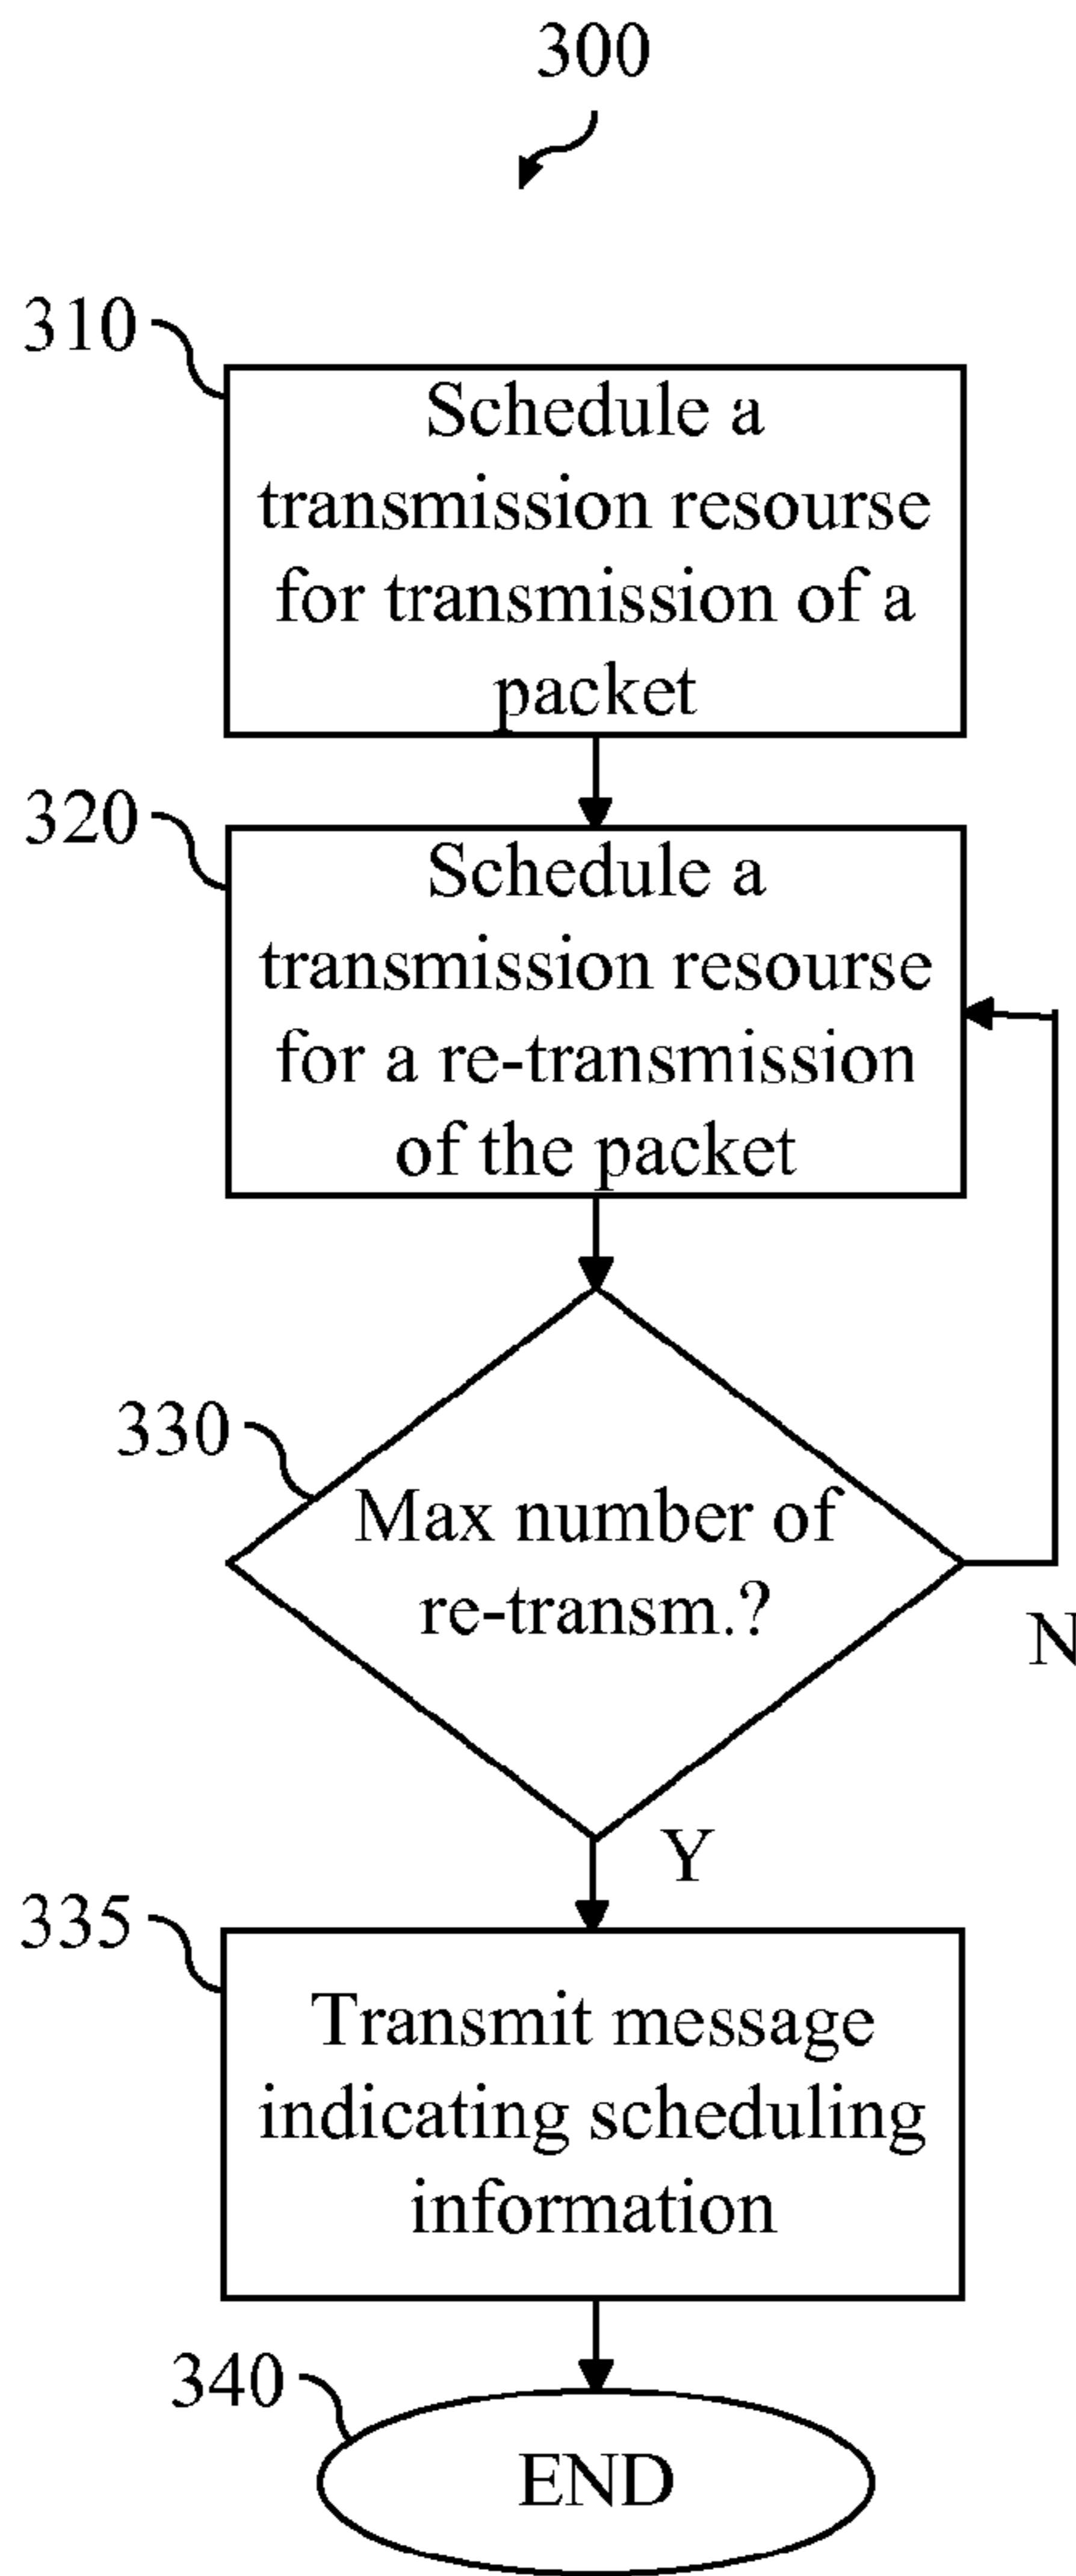 300
310
Schedule a
transmission resourse
for transmission of a
packet
320
Schedule a
transmission resourse
for a re-transmission
of the packet
330
Max number of
re-transm.?
N
Y
335
Transmit message
indicating scheduling
information
340
END